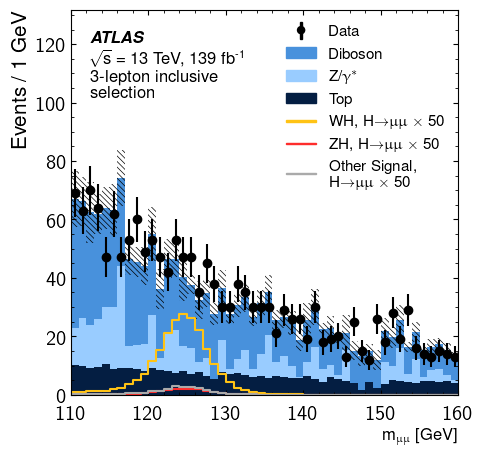 ATLAS
√s = 13 TeV, 139 fb⁻¹
3-lepton inclusive
selection
Data
Diboson
Z/γ*
Top
WH, H→μμ × 50
ZH, H→μμ × 50
Other Signal,
H→μμ × 50
Events / 1 GeV
120
100
80
60
40
20
0
110 120 130 140 150 160
m_μμ [GeV]